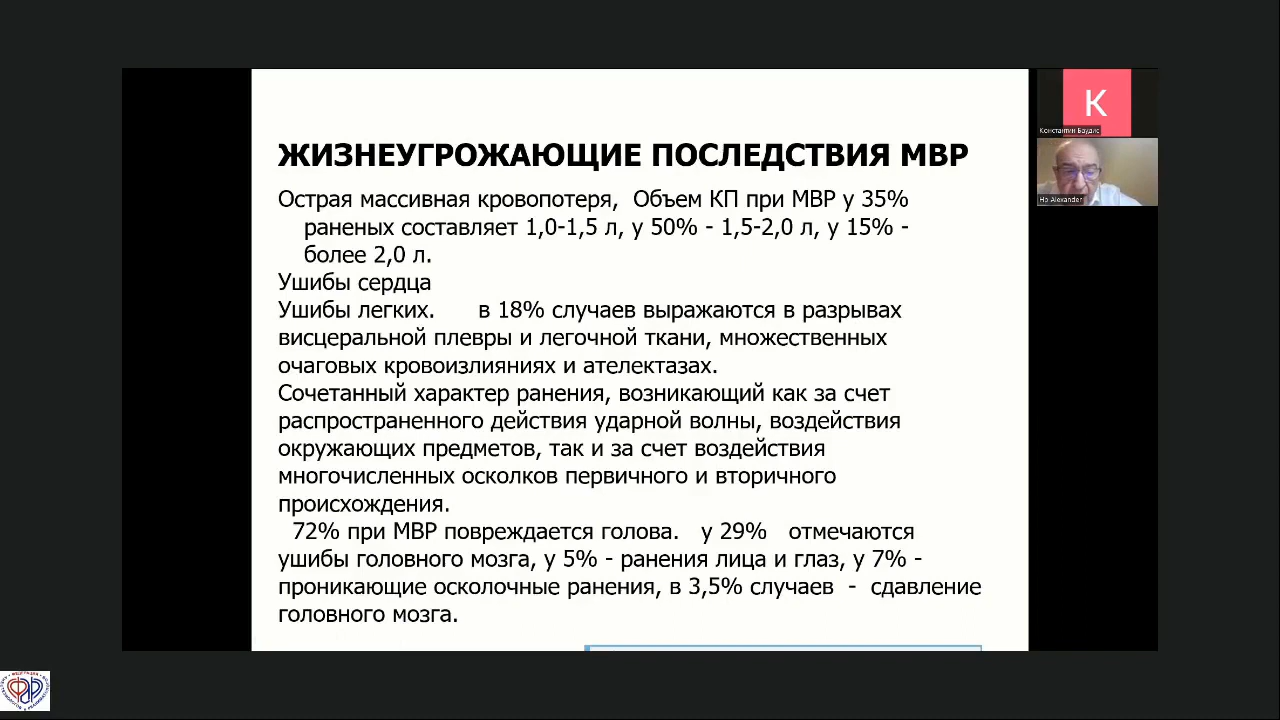 ЖИЗНЕУГРОЖАЮЩИЕ ПОСЛЕДСТВИЯ МВР
Острая массивная кровопотеря,  Объем КП при МВР у 35%
раненых составляет 1,0-1,5 л, у 50% - 1,5-2,0 л, у 15% -
более 2,0 л.
Ушибы сердца
Ушибы легких.      в 18% случаев выражаются в разрывах
висцеральной плевры и легочной ткани, множественных
очаговых кровоизлияниях и ателектазах.
Сочетанный характер ранения, возникающий как за счет
распространенного действия ударной волны, воздействия
окружающих предметов, так и за счет воздействия
многочисленных осколков первичного и вторичного
происхождения.
72% при МВР повреждается голова.   у 29%   отмечаются
ушибы головного мозга, у 5% - ранения лица и глаз, у 7% -
проникающие осколочные ранения, в 3,5% случаев  -  сдавление
головного мозга.
К
Константин Баудис
Alexander